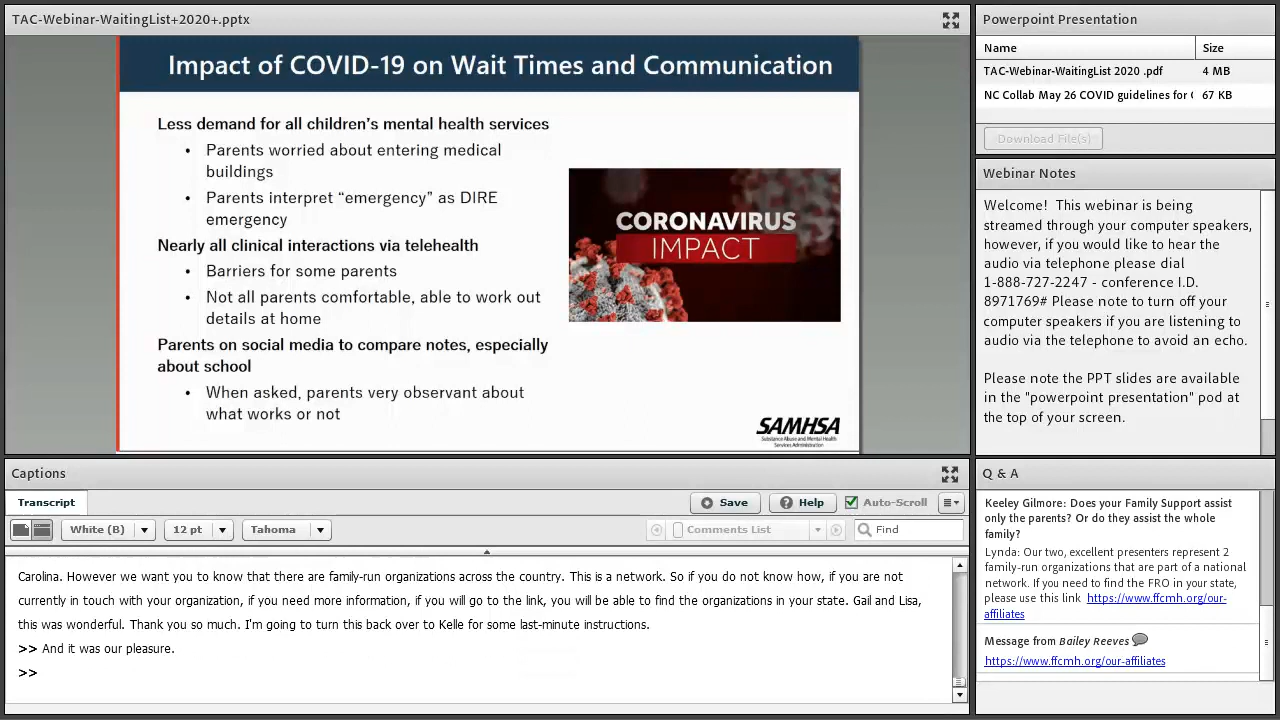 TAC-Webinar-WaitingList+2020+.pptx
Impact of COVID-19 on Wait Times and Communication
Less demand for all children's mental health services
• Parents worried about entering medical
buildings
• Parents interpret “emergency” as DIRE
emergency
Nearly all clinical interactions via telehealth
• Barriers for some parents
• Not all parents comfortable, able to work out
details at home
Parents on social media to compare notes, especially
about school
• When asked, parents very observant about
what works or not
CORONAVIRUS
IMPACT
SAMHSA
Substance Abuse and Mental Health
Services Administration
Powerpoint Presentation
Name Size
TAC-Webinar-WaitingList 2020 .pdf 4 MB
NC Collab May 26 COVID guidelines for 67 KB
Download File(s)
Webinar Notes
Welcome! This webinar is being
streamed through your computer speakers,
however, if you would like to hear the
audio via telephone please dial
1-888-727-2247 - conference I.D.
8971769# Please note to turn off your
computer speakers if you are listening to
audio via the telephone to avoid an echo.
Please note the PPT slides are available
in the "powerpoint presentation" pod at
the top of your screen.
Captions
Transcript
Save
Help
Auto-Scroll
White (B)
12 pt
Tahoma
Comments List
Find
Carolina. However we want you to know that there are family-run organizations across the country. This is a network. So if you do not know how, if you are not
currently in touch with your organization, if you need more information, if you will go to the link, you will be able to find the organizations in your state. Gail and Lisa,
this was wonderful. Thank you so much. I'm going to turn this back over to Kelle for some last-minute instructions.
>> And it was our pleasure.
>>
Q & A
Keeley Gilmore: Does your Family Support assist
only the parents? Or do they assist the whole
family?
Lynda: Our two, excellent presenters represent 2
family-run organizations that are part of a national
network. If you need to find the FRO in your state,
please use this link https://www.ffcmh.org/our-
affiliates
Message from Bailey Reeves
https://www.ffcmh.org/our-affiliates